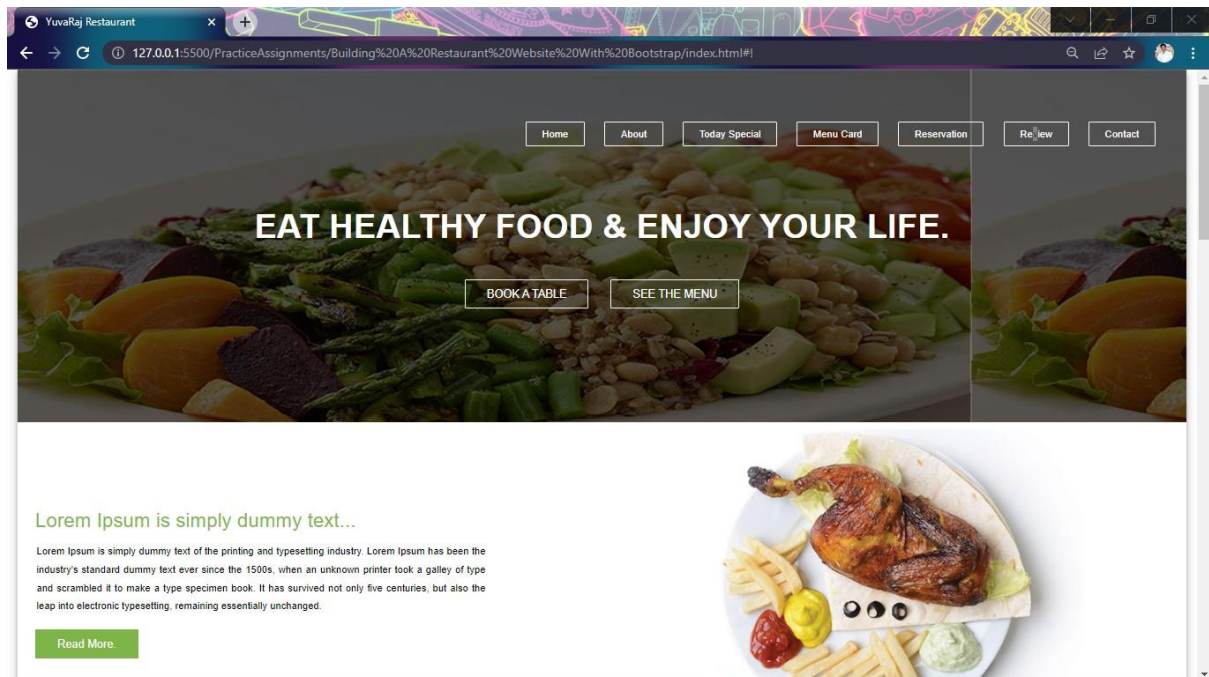 YuvaRaj Restaurant
127.0.0.1:5500/PracticeAssignments/Building%20A%20Restaurant%20Website%20With%20Bootstrap/index.html#!
Home About Today Special Menu Card Reservation Review Contact
EAT HEALTHY FOOD & ENJOY YOUR LIFE.
BOOK A TABLE SEE THE MENU
Lorem Ipsum is simply dummy text...
Lorem Ipsum is simply dummy text of the printing and typesetting industry. Lorem Ipsum has been the
industry's standard dummy text ever since the 1500s, when an unknown printer took a galley of type
and scrambled it to make a type specimen book. It has survived not only five centuries, but also the
leap into electronic typesetting, remaining essentially unchanged.
Read More.